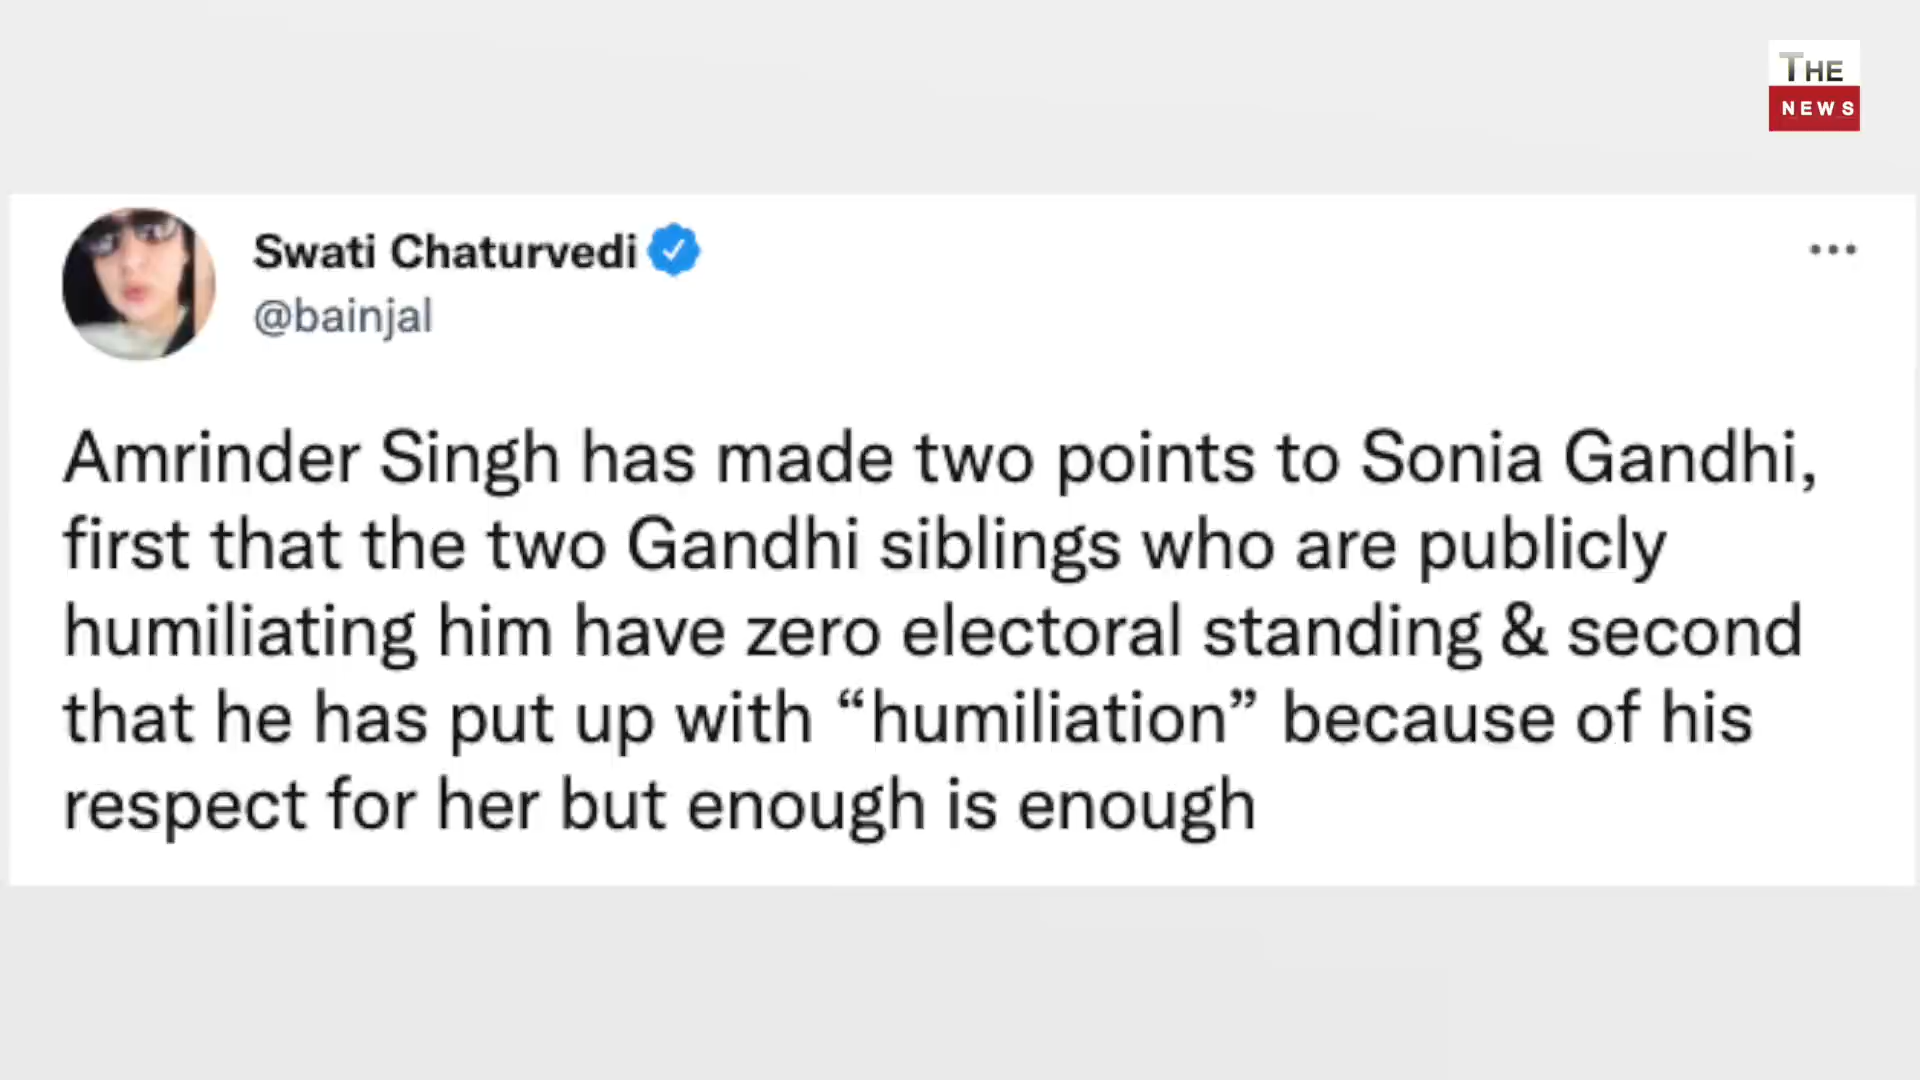 THE
NEWS
Swati Chaturvedi
@bainjal
Amrinder Singh has made two points to Sonia Gandhi,
first that the two Gandhi siblings who are publicly
humiliating him have zero electoral standing & second
that he has put up with “humiliation” because of his
respect for her but enough is enough